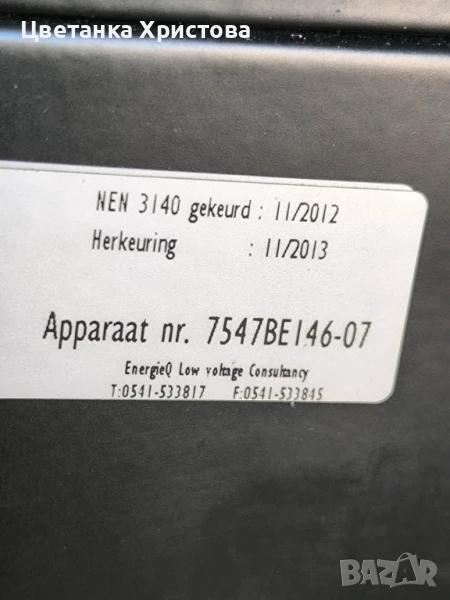 Цветанка Христова
NEN 3140 gekeurd : 11/2012
Herkeuring : 11/2013
Apparaat nr. 7547BE146-07
EnergieQ Low voltage Consultancy
T:0541-533817 F:0541-533845
BAZAR